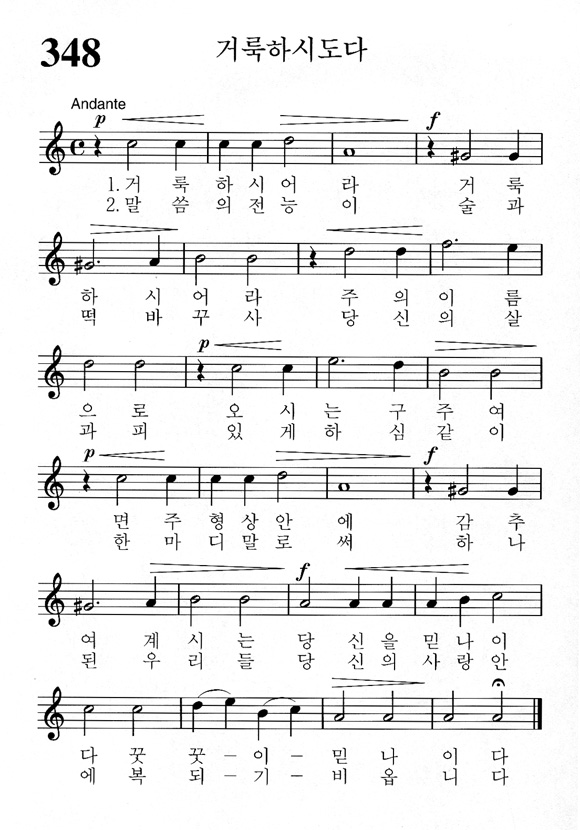 348
거룩하시도다
Andante
p
f
1. 거 룩 하 시 어 라 거 룩
2. 말 씀 의 전 능 이 술 과
하 시 어 라 주 의 이 름
떡 바 꾸 사 당 신 의 살
p
으 로 오 시 는 구 주 여
과 피 있 게 하 심 같 이
p
f
면 주 형 상 안 에 감 추
한 마 디 말 로 써 하 나
f
여 계 시 는 당 신 을 믿 나 이
된 우 리 들 당 신 의 사 랑 안
다 꿋 꿋 – 이 – 믿 나 이 다
에 복 되 – 기 – 비 옵 니 다